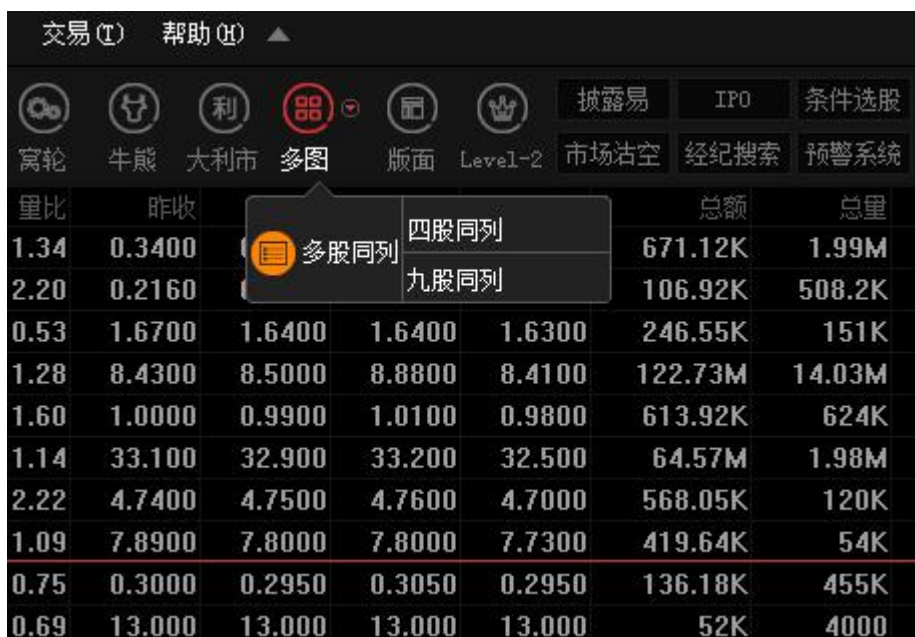 交易(T) 帮助(H)
利
披露易 IPO 条件选股
窝轮 牛熊 大利市 多图 版面 Level-2 市场沽空 经纪搜索 预警系统
量比 昨收 总额 总量
多股同列 四股同列
九股同列
1.34 0.3400 671.12K 1.99M
2.20 0.2160 106.92K 508.2K
0.53 1.6700 1.6400 1.6400 1.6300 246.55K 151K
1.28 8.4300 8.5000 8.8800 8.4100 122.73M 14.03M
1.60 1.0000 0.9900 1.0100 0.9800 613.92K 624K
1.14 33.100 32.900 33.200 32.500 64.57M 1.98M
2.22 4.7400 4.7500 4.7600 4.7000 568.05K 120K
1.09 7.8900 7.8000 7.8000 7.7300 419.64K 54K
0.75 0.3000 0.2950 0.3050 0.2950 136.18K 455K
0.69 13.000 13.000 13.000 13.000 52K 4000